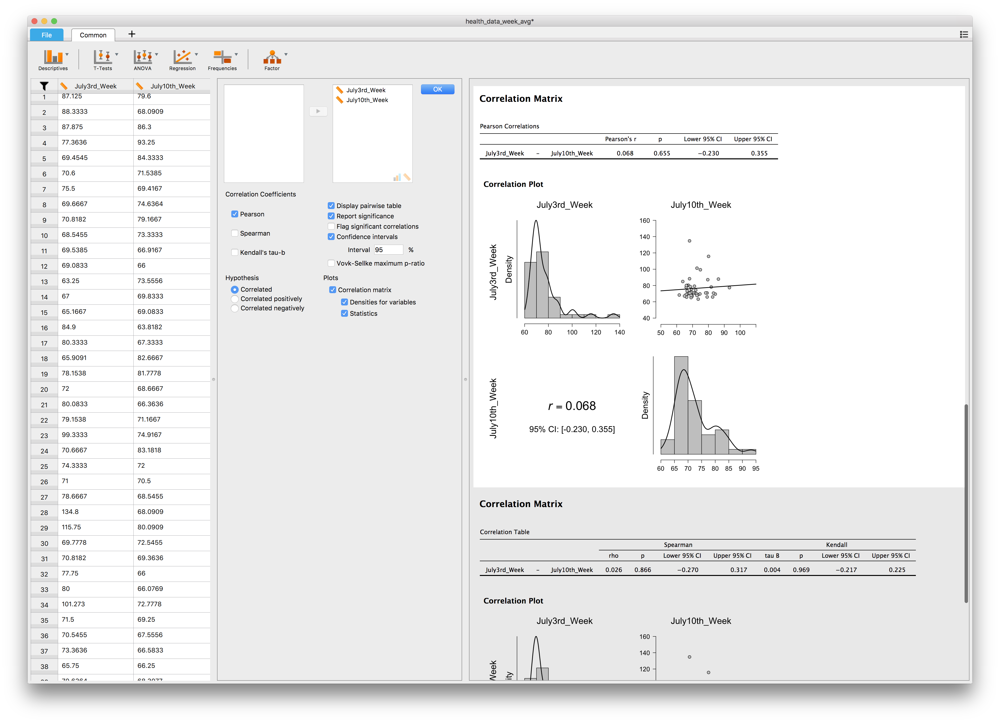 health_data_week_avg*
File Common +
Descriptives T-Tests ANOVA Regression Frequencies Factor
July3rd_Week July10th_Week
1 87.125 79.6
2 88.3333 68.0909
3 87.875 86.3
4 77.3636 93.25
5 69.4545 84.3333
6 70.6 71.5385
7 75.5 69.4167
8 69.6667 74.6364
9 70.8182 79.1667
10 68.5455 73.3333
11 69.5385 66.9167
12 69.0833 66
13 63.25 73.5556
14 67 69.8333
15 65.1667 69.0833
16 84.9 63.8182
17 80.3333 67.3333
18 65.9091 82.6667
19 78.1538 81.7778
20 72 68.6667
21 80.0833 66.3636
22 79.1538 71.1667
23 99.3333 74.9167
24 70.6667 83.1818
25 74.3333 72
26 71 70.5
27 78.6667 68.5455
28 134.8 68.0909
29 115.75 80.0909
30 69.7778 72.5455
31 70.8182 69.3636
32 77.75 66
33 80 66.0769
34 101.273 72.7778
35 71.5 69.25
36 70.5455 67.5556
37 73.3636 66.5833
38 65.75 66.25
July3rd_Week
July10th_Week
OK
Correlation Coefficients
Pearson
Spearman
Kendall's tau-b
Display pairwise table
Report significance
Flag significant correlations
Confidence intervals
Interval 95 %
Vovk-Sellke maximum p-ratio
Hypothesis
Correlated
Correlated positively
Correlated negatively
Plots
Correlation matrix
Densities for variables
Statistics
Correlation Matrix
Pearson Correlations
Pearson's r p Lower 95% CI Upper 95% CI
July3rd_Week – July10th_Week 0.068 0.655 −0.230 0.355
Correlation Plot
July3rd_Week July10th_Week
July3rd_Week
Density
60 80 100 120 140
160
140
120
100
80
60
40
50 60 70 80 90 100
July10th_Week
r = 0.068
95% CI: [-0.230, 0.355]
Density
60 65 70 75 80 85 90 95
Correlation Matrix
Correlation Table
Spearman Kendall
rho p Lower 95% CI Upper 95% CI tau B p Lower 95% CI Upper 95% CI
July3rd_Week – July10th_Week 0.026 0.866 −0.270 0.317 0.004 0.969 −0.217 0.225
Correlation Plot
July3rd_Week July10th_Week
160
140
120